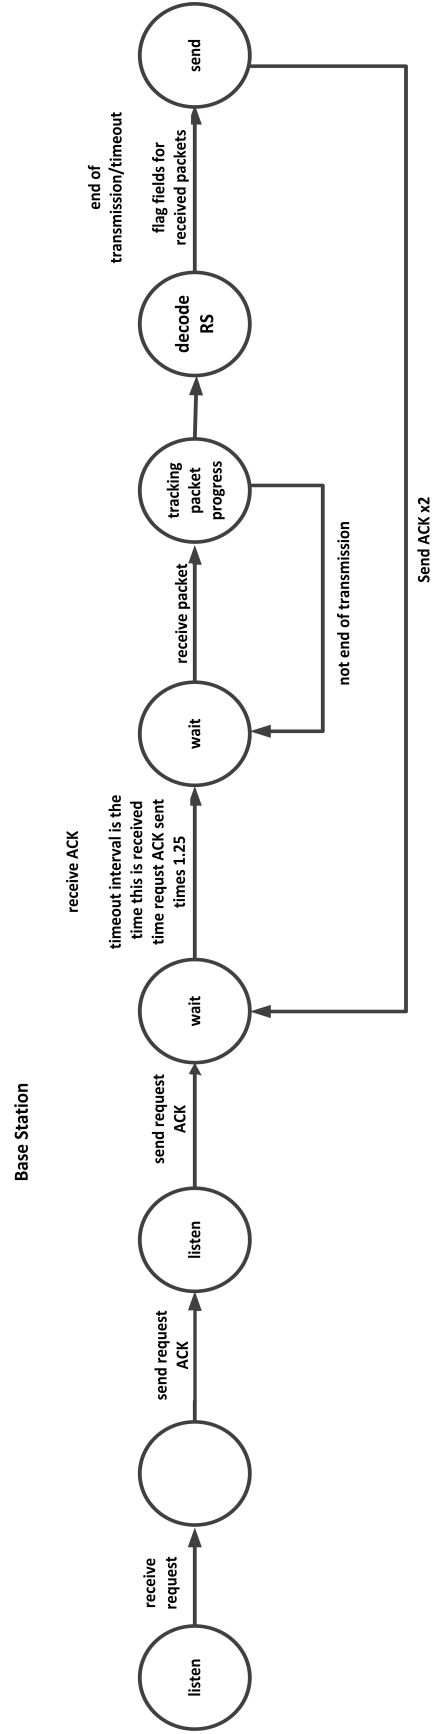 Base Station
listen
receive
request
send request
ACK
listen
send request
ACK
wait
receive ACK
timeout interval is the
time this is received
time requst ACK sent
times 1.25
wait
receive packet
tracking
packet
progress
not end of transmission
decode
RS
end of
transmission/timeout
flag fields for
received packets
send
Send ACK x2